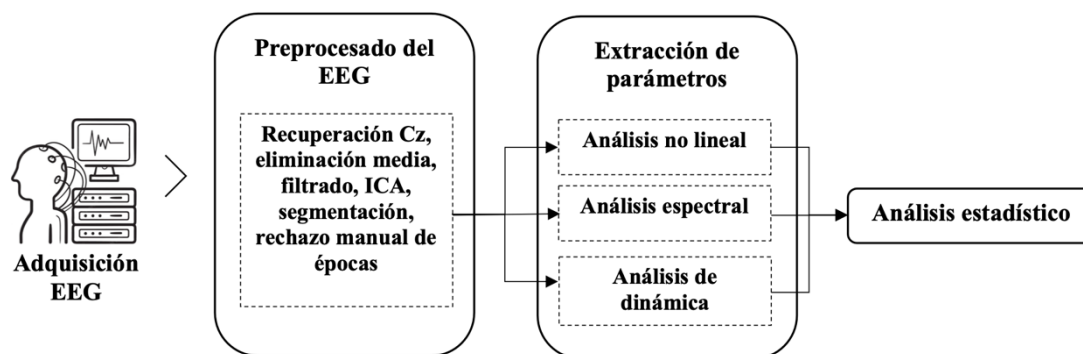 Adquisición
EEG
Preprocesado del
EEG
Recuperación Cz,
eliminación media,
filtrado, ICA,
segmentación,
rechazo manual de
épocas
Extracción de
parámetros
Análisis no lineal
Análisis espectral
Análisis de
dinámica
Análisis estadístico